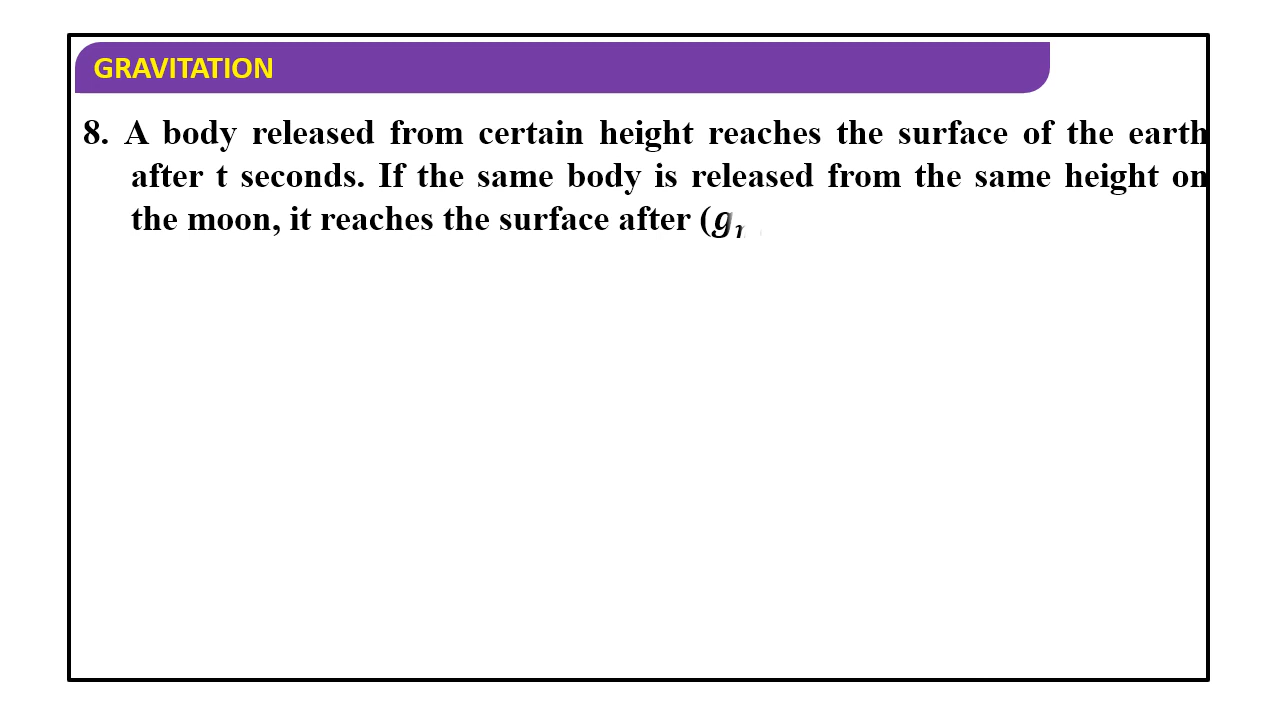 GRAVITATION
8. A body released from certain height reaches the surface of the earth
after t seconds. If the same body is released from the same height on
the moon, it reaches the surface after (g